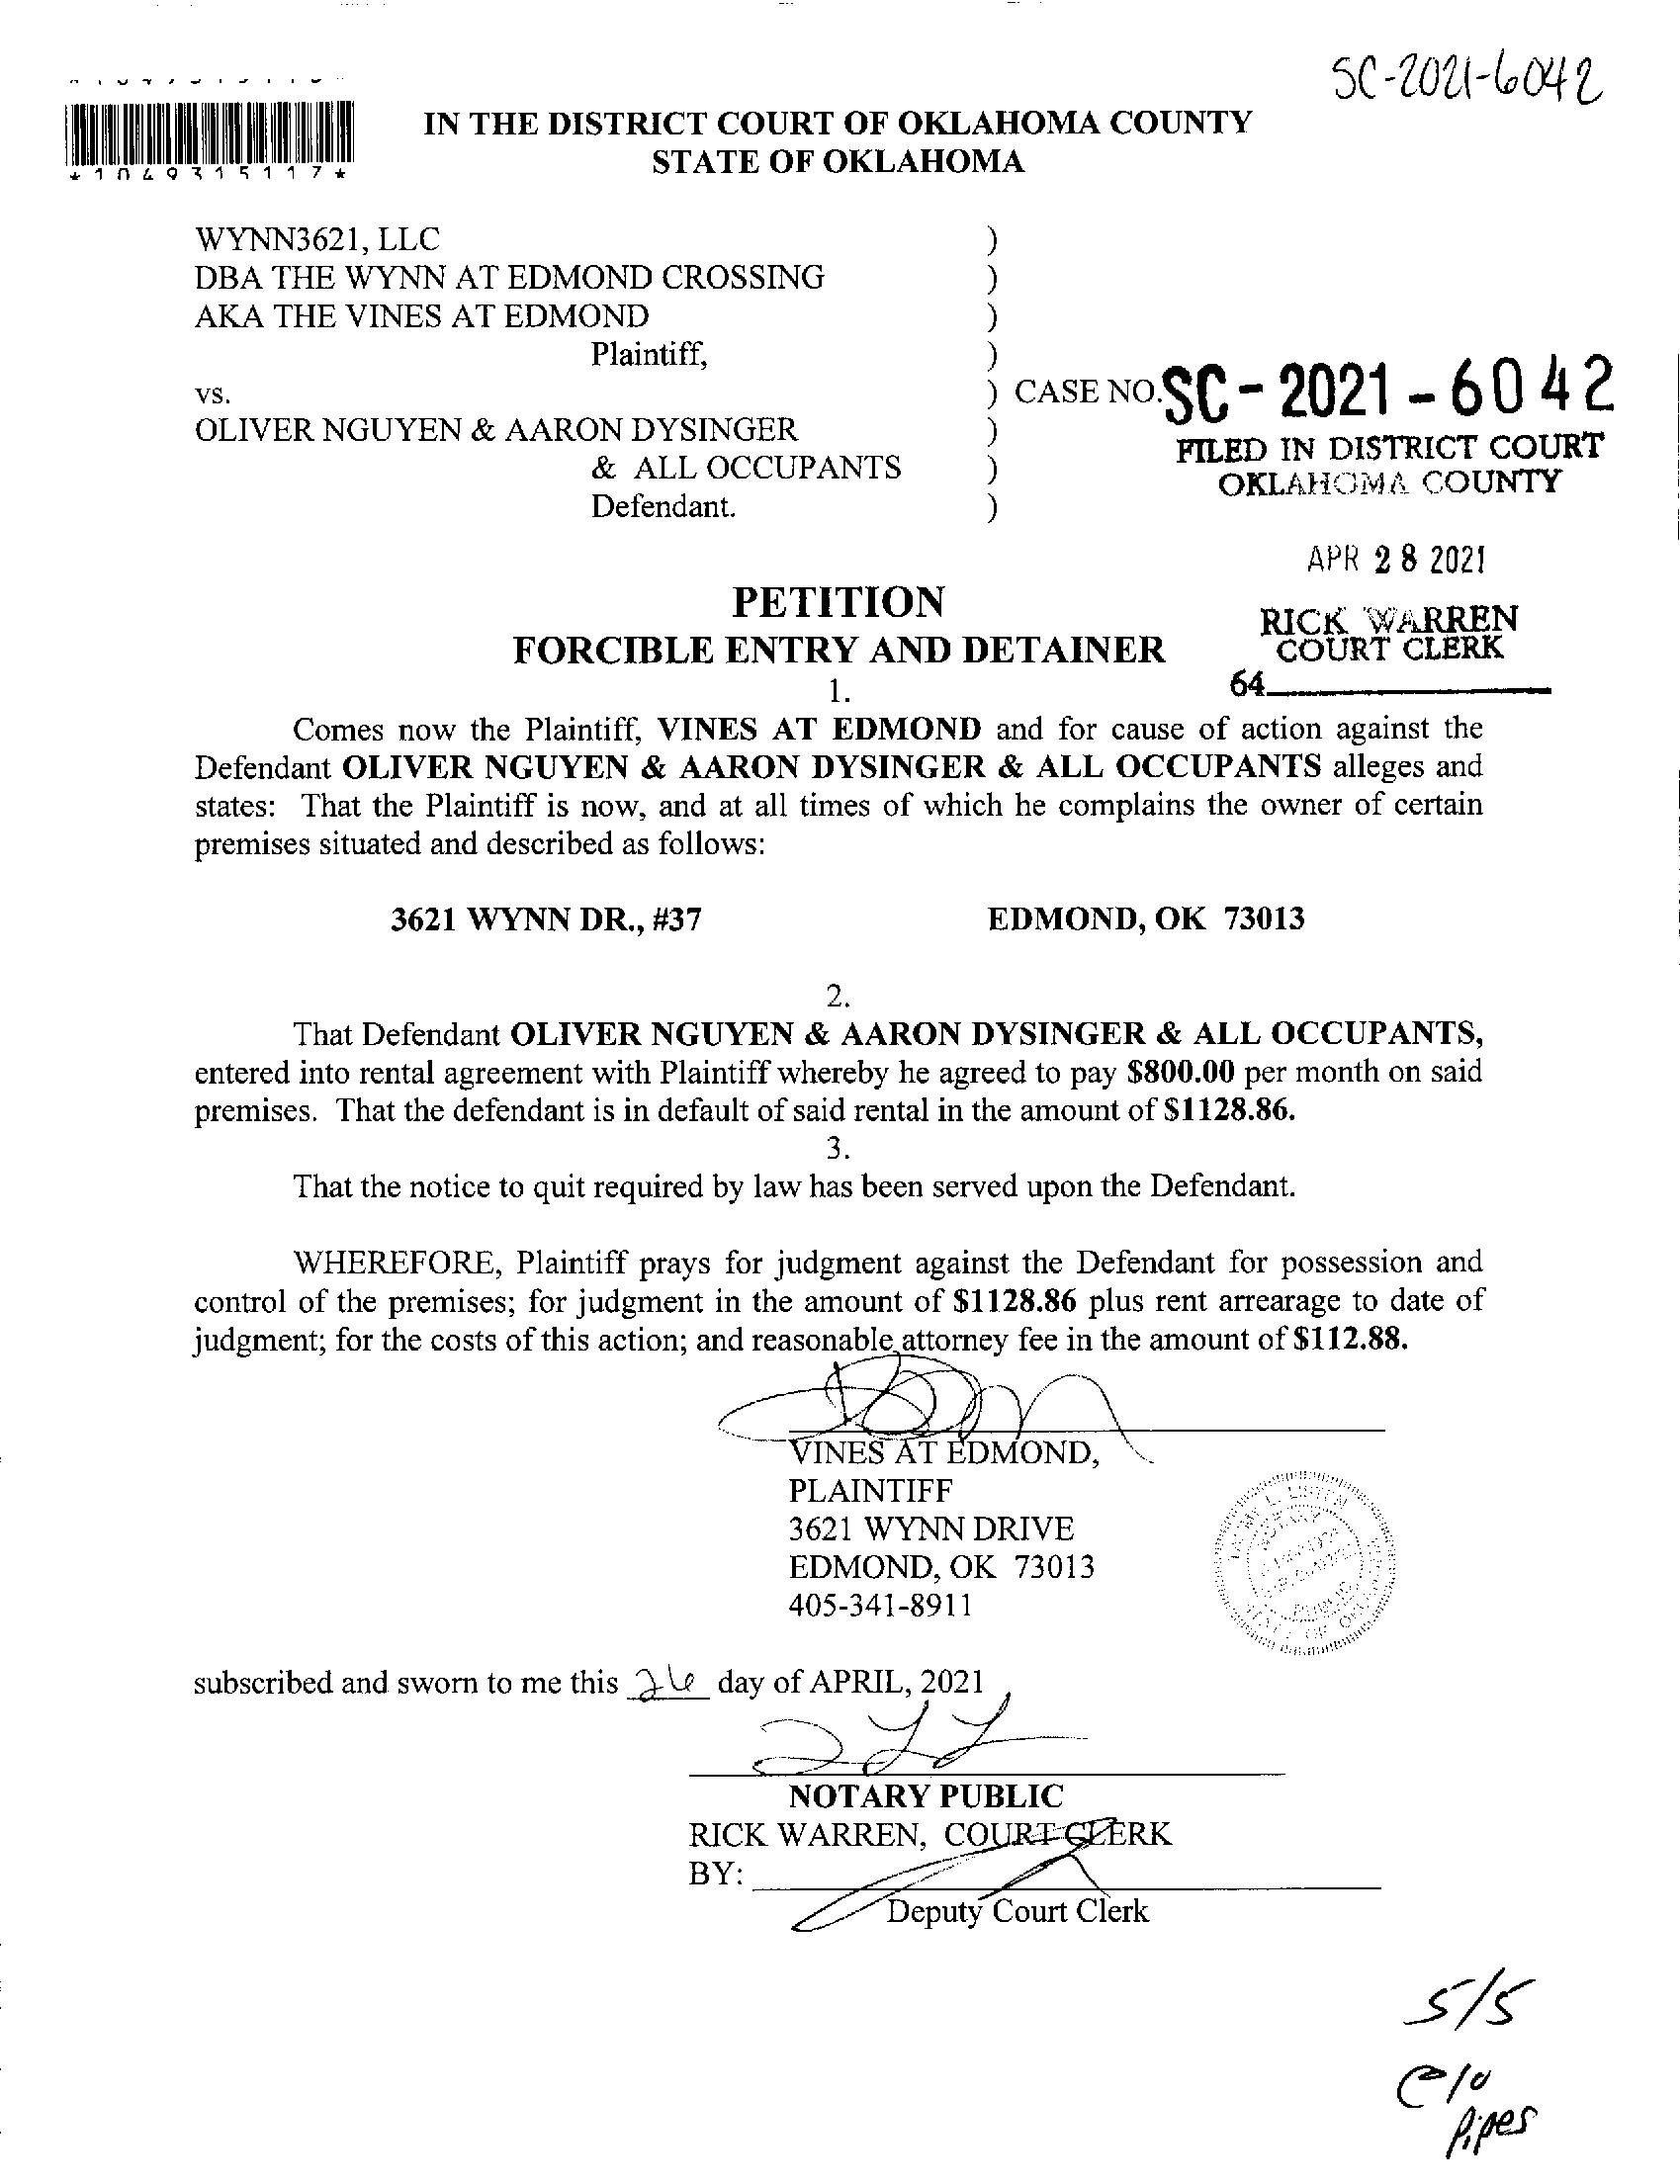 SC-2021-6042
*1049315117*
IN THE DISTRICT COURT OF OKLAHOMA COUNTY
STATE OF OKLAHOMA
WYNN3621, LLC )
DBA THE WYNN AT EDMOND CROSSING )
AKA THE VINES AT EDMOND )
Plaintiff, )
vs. ) CASE NO. SC-2021-6042
OLIVER NGUYEN & AARON DYSINGER )
FILED IN DISTRICT COURT
& ALL OCCUPANTS )
OKLAHOMA COUNTY
Defendant. )
APR 28 2021
PETITION
RICK WARREN
FORCIBLE ENTRY AND DETAINER
COURT CLERK
1.
64
Comes now the Plaintiff, VINES AT EDMOND and for cause of action against the
Defendant OLIVER NGUYEN & AARON DYSINGER & ALL OCCUPANTS alleges and
states: That the Plaintiff is now, and at all times of which he complains the owner of certain
premises situated and described as follows:
3621 WYNN DR., #37 EDMOND, OK 73013
2.
That Defendant OLIVER NGUYEN & AARON DYSINGER & ALL OCCUPANTS,
entered into rental agreement with Plaintiff whereby he agreed to pay $800.00 per month on said
premises. That the defendant is in default of said rental in the amount of $1128.86.
3.
That the notice to quit required by law has been served upon the Defendant.
WHEREFORE, Plaintiff prays for judgment against the Defendant for possession and
control of the premises; for judgment in the amount of $1128.86 plus rent arrearage to date of
judgment; for the costs of this action; and reasonable attorney fee in the amount of $112.88.
VINES AT EDMOND,
PLAINTIFF
3621 WYNN DRIVE
EDMOND, OK 73013
405-341-8911
subscribed and sworn to me this 26 day of APRIL, 2021
NOTARY PUBLIC
RICK WARREN, COURT CLERK
BY:
Deputy Court Clerk
5/5
@10
Pipes